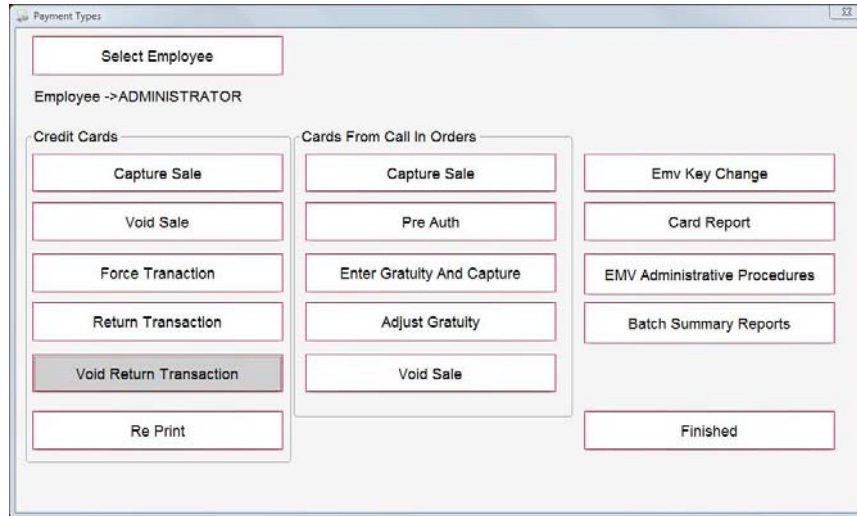 Payment Types
Select Employee
Employee ->ADMINISTRATOR
Credit Cards
Capture Sale
Void Sale
Force Tranaction
Return Transaction
Void Return Transaction
Re Print
Cards From Call In Orders
Capture Sale
Pre Auth
Enter Gratuity And Capture
Adjust Gratuity
Void Sale
Emv Key Change
Card Report
EMV Administrative Procedures
Batch Summary Reports
Finished